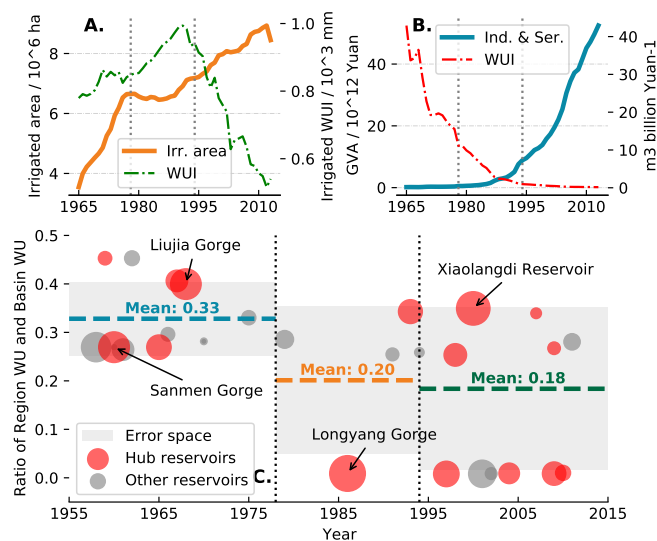 A.
Irrigated area / 10^6 ha
8
6
4
1965
1980
1995
2010
1.0
0.8
0.6
Irrigated WUI / 10^3 mm
Irr. area
WUI
B.
GVA / 10^12 Yuan
40
20
0
1965
1980
1995
2010
40
30
20
10
0
m3 billion Yuan-1
Ind. & Ser.
WUI
Ratio of Region WU and Basin WU
0.5
0.4
0.3
0.2
0.1
0.0
Liujia Gorge
Xiaolangdi Reservoir
Mean: 0.33
Mean: 0.20
Mean: 0.18
Sanmen Gorge
Longyang Gorge
Error space
Hub reservoirs
Other reservoirs
C.
1955
1965
1975
1985
1995
2005
2015
Year